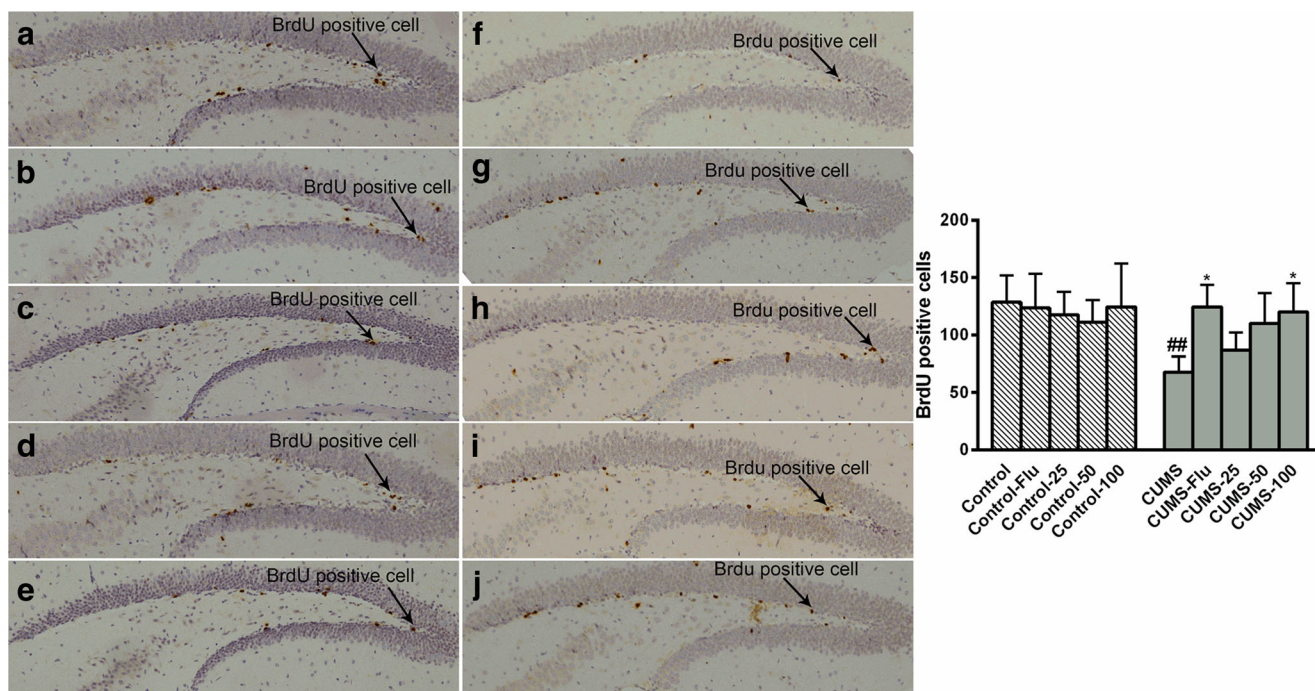 a
BrdU positive cell
b
BrdU positive cell
c
BrdU positive cell
d
BrdU positive cell
e
BrdU positive cell
f
Brdu positive cell
g
Brdu positive cell
h
Brdu positive cell
i
Brdu positive cell
j
Brdu positive cell
BrdU positive cells
200
150
100
50
0
##
*
*
Control
Control-Flu
Control-25
Control-50
Control-100
CUMS
CUMS-Flu
CUMS-25
CUMS-50
CUMS-100